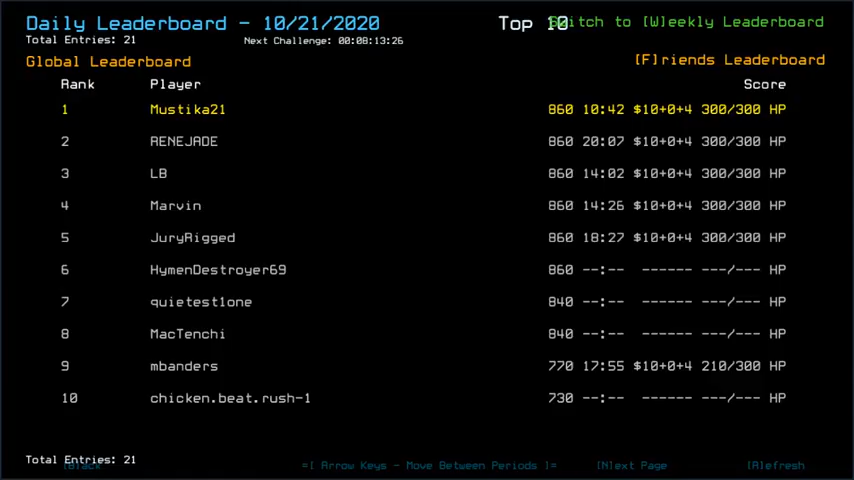 Daily Leaderboard - 10/21/2020
Top 10
Switch to [W]eekly Leaderboard
Total Entries: 21
Next Challenge: 00:08:13:26
Global Leaderboard
[F]riends Leaderboard
Rank Player Score
1 Mustika21 860 10:42 $10+0+4 300/300 HP
2 RENEJADE 860 20:07 $10+0+4 300/300 HP
3 LB 860 14:02 $10+0+4 300/300 HP
4 Marvin 860 14:26 $10+0+4 300/300 HP
5 JuryRigged 860 18:27 $10+0+4 300/300 HP
6 HymenDestroyer69 860 --:-- ------ ---/--- HP
7 quietest1one 840 --:-- ------ ---/--- HP
8 MacTenchi 840 --:-- ------ ---/--- HP
9 mbanders 770 17:55 $10+0+4 210/300 HP
10 chicken.beat.rush-1 730 --:-- ------ ---/--- HP
Total Entries: 21
[B]ack
=[ Arrow Keys - Move Between Periods ]=
[N]ext Page
[R]efresh